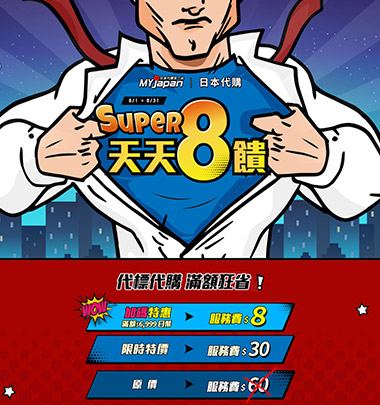 MYJapan | 日本代購
8/1 > 8/31
Super 8
天天 饋
代標代購 滿額狂省！
WOW!
加碼特惠 ➤ 服務費 $ 8
滿額:6,999日幣
限時特價 ➤ 服務費 $ 30
原價 ➤ 服務費 $ 60